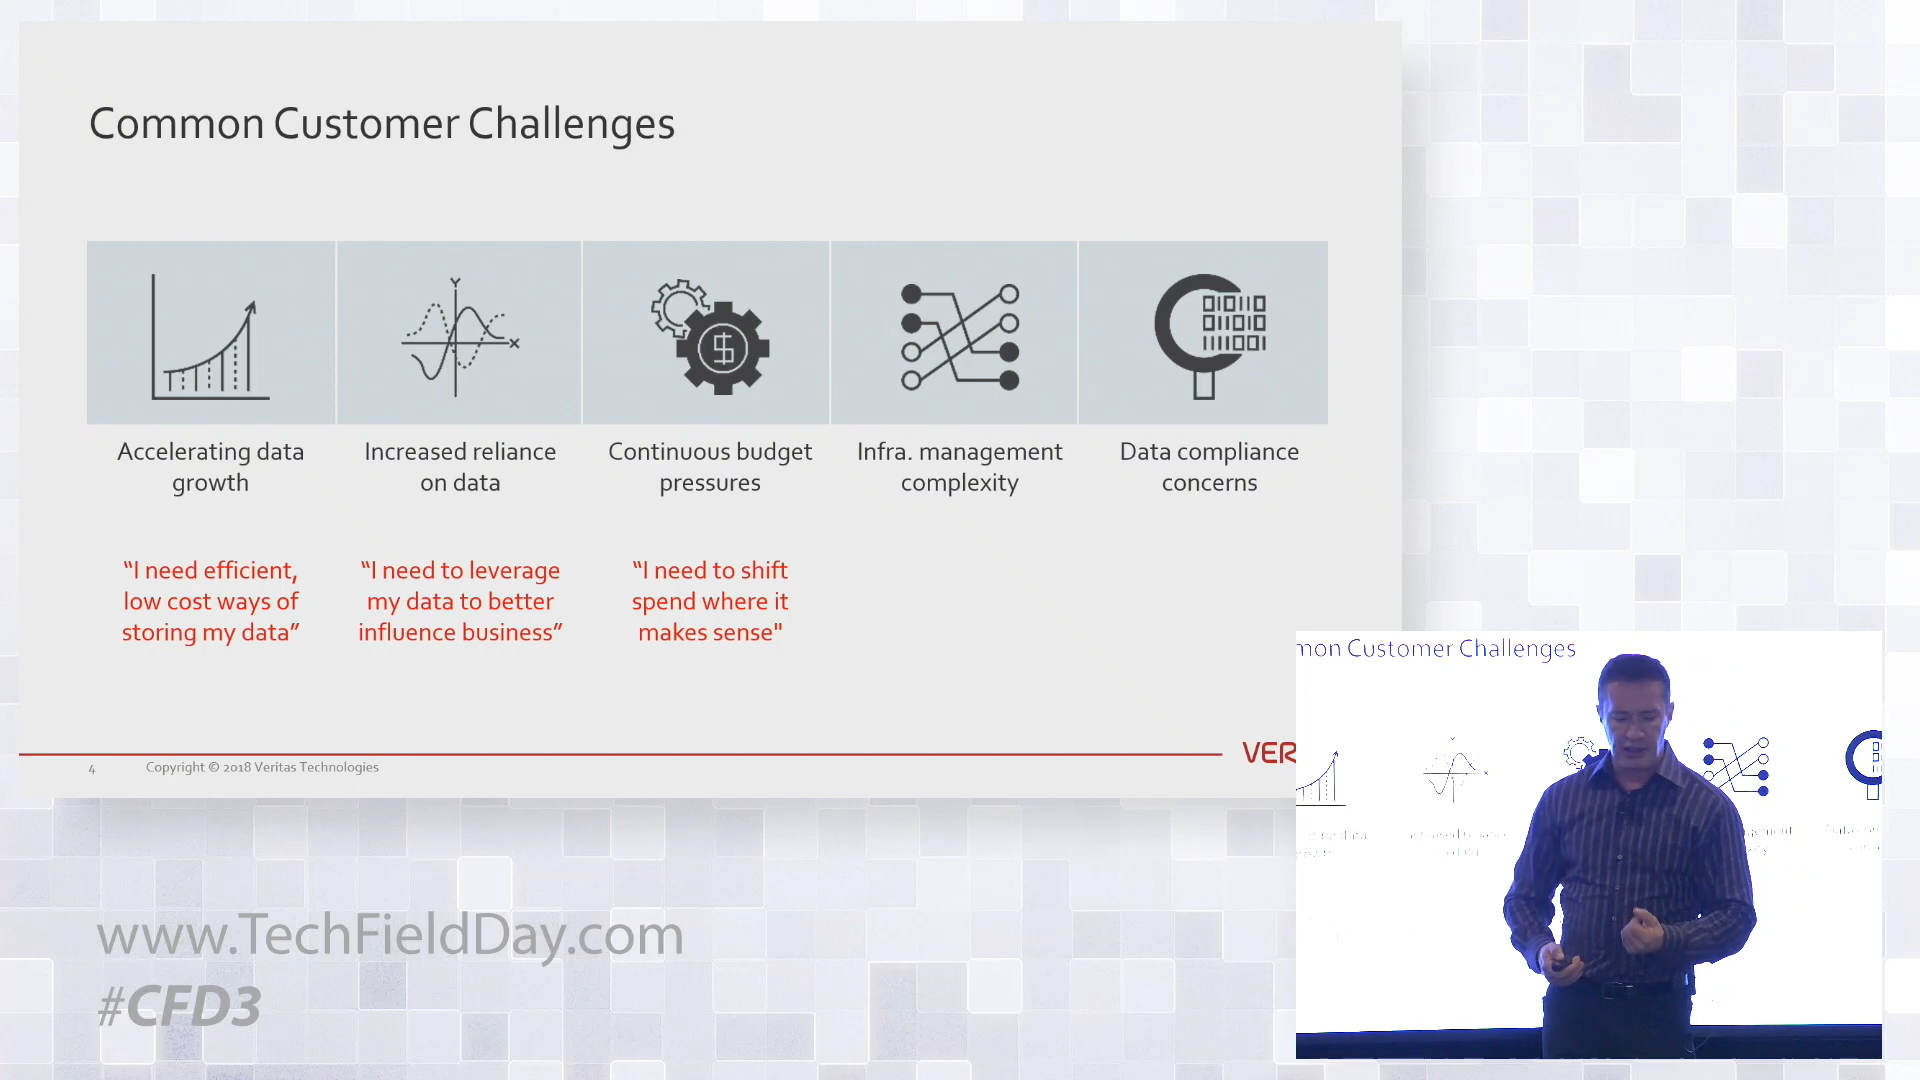 Common Customer Challenges
Y
X
$
Accelerating data
growth
Increased reliance
on data
Continuous budget
pressures
Infra. management
complexity
Data compliance
concerns
“I need efficient,
low cost ways of
storing my data”
“I need to leverage
my data to better
influence business”
“I need to shift
spend where it
makes sense"
4
Copyright © 2018 Veritas Technologies
VER
mon Customer Challenges
www.TechFieldDay.com
#CFD3